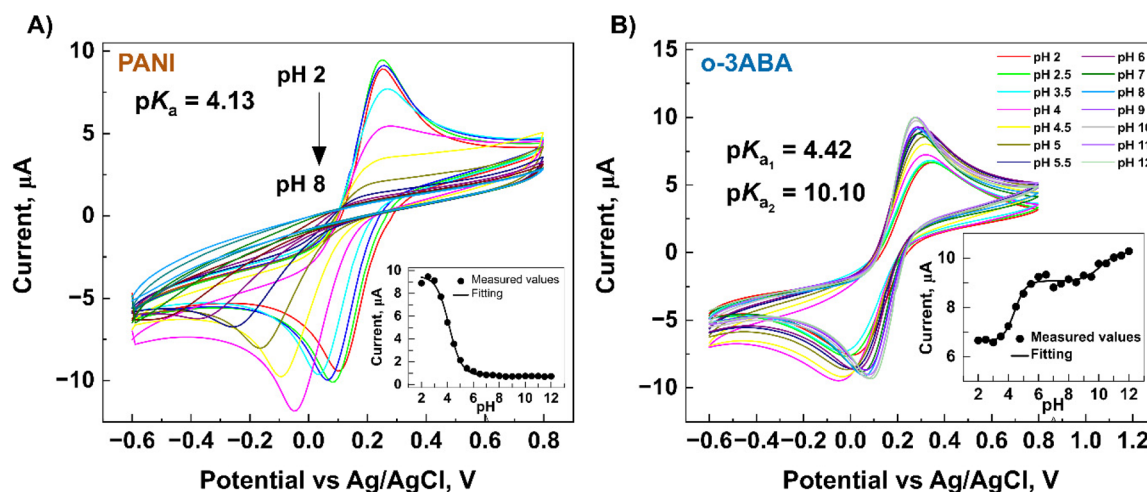 A)
PANI
pKa = 4.13
pH 2
pH 8
10
5
0
−5
−10
Current, μA
−0.6 −0.4 −0.2 0.0 0.2 0.4 0.6 0.8
Potential vs Ag/AgCl, V
10
8
6
4
2
0
Current, μA
Measured values
Fitting
2 4 6 8 10 12
pH
B)
o-3ABA
pKa1 = 4.42
pKa2 = 10.10
15
10
5
0
−5
−10
Current, μA
−0.6 −0.4 −0.2 0.0 0.2 0.4 0.6 0.8 1.0 1.2
Potential vs Ag/AgCl, V
pH 2
pH 2.5
pH 3.5
pH 4
pH 4.5
pH 5
pH 5.5
pH 6
pH 7
pH 8
pH 9
pH 10
pH 11
pH 12
10
8
6
4
Current, μA
Measured values
Fitting
2 4 6 8 10 12
pH